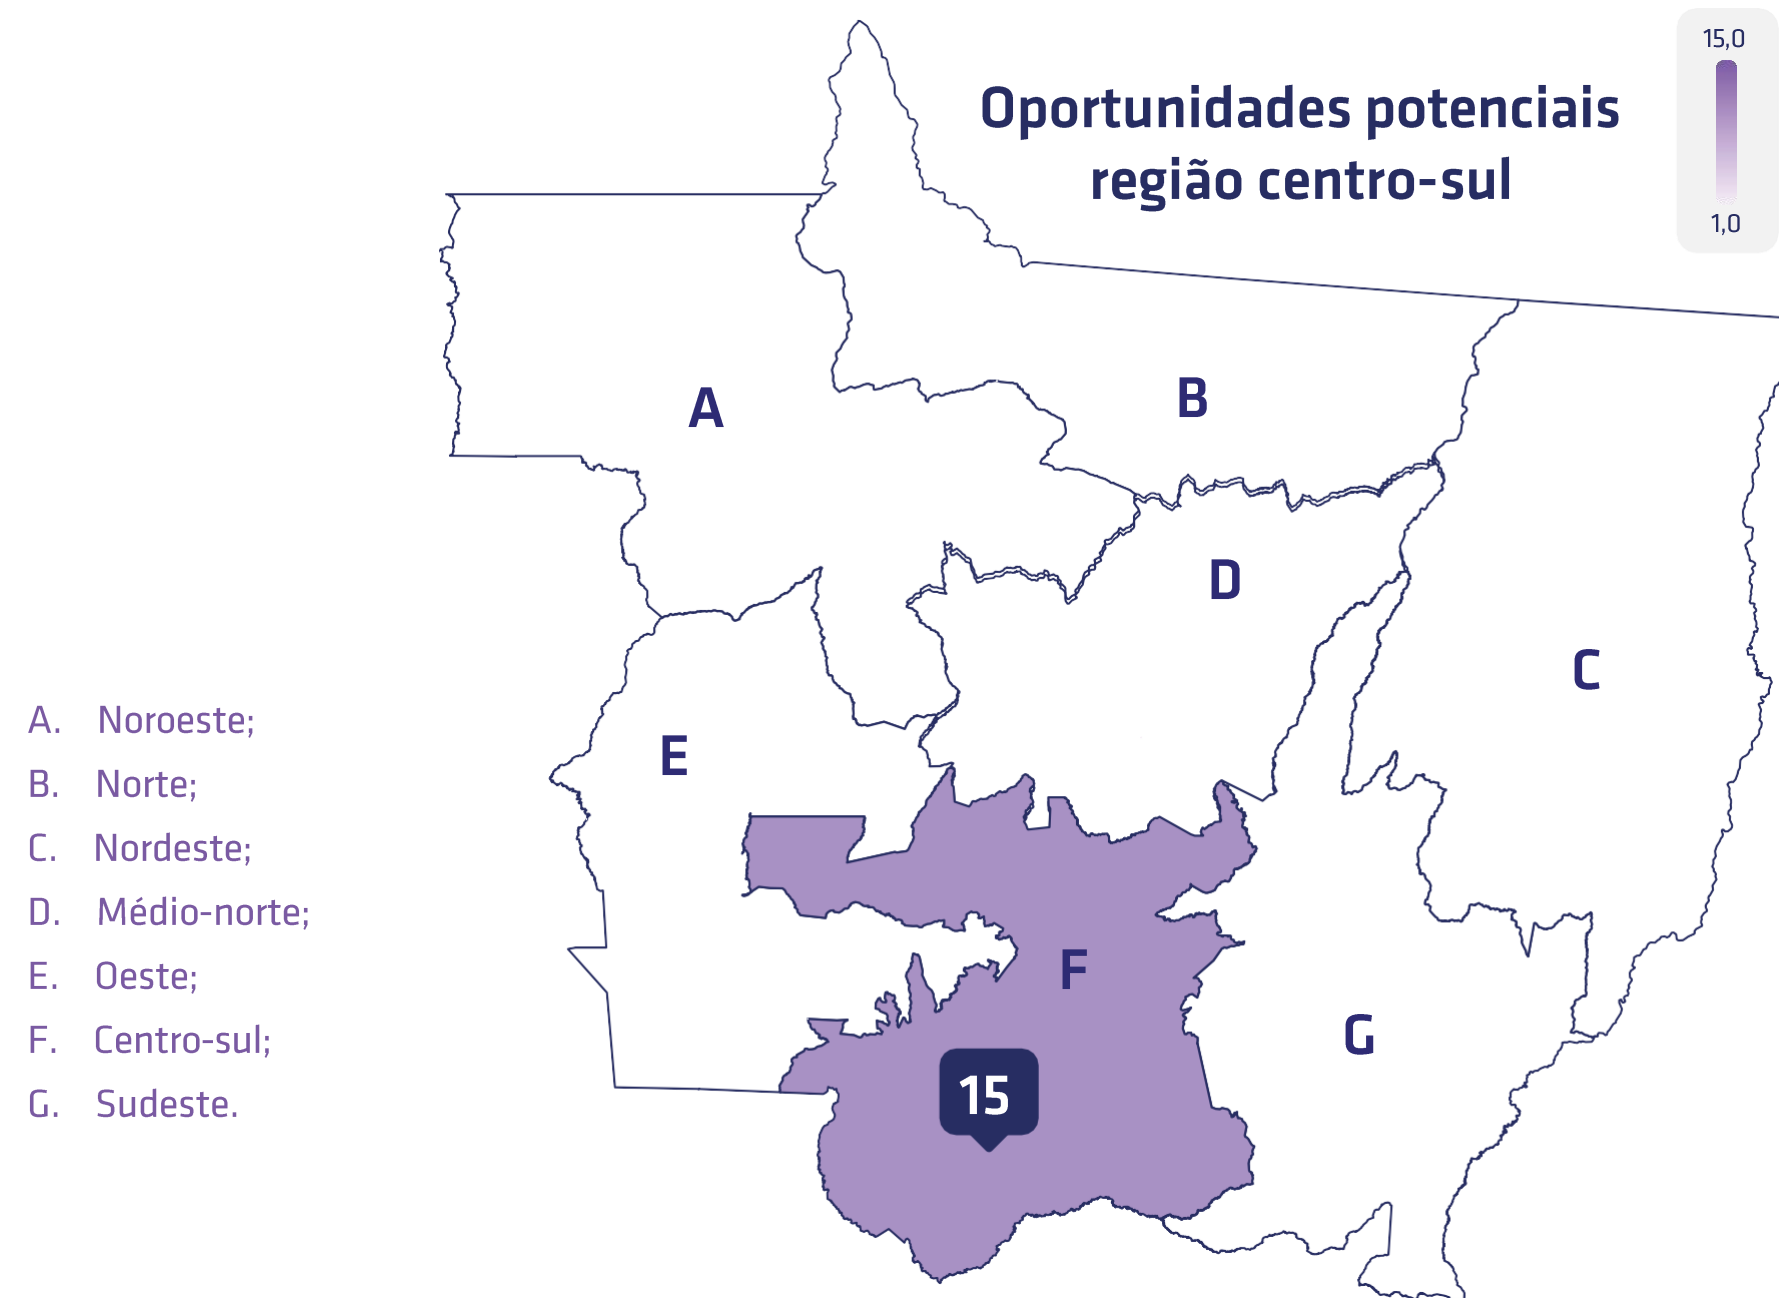 Oportunidades potenciais
região centro-sul
15,0
1,0
A
B
C
D
E
F
G
15
A. Noroeste;
B. Norte;
C. Nordeste;
D. Médio-norte;
E. Oeste;
F. Centro-sul;
G. Sudeste.